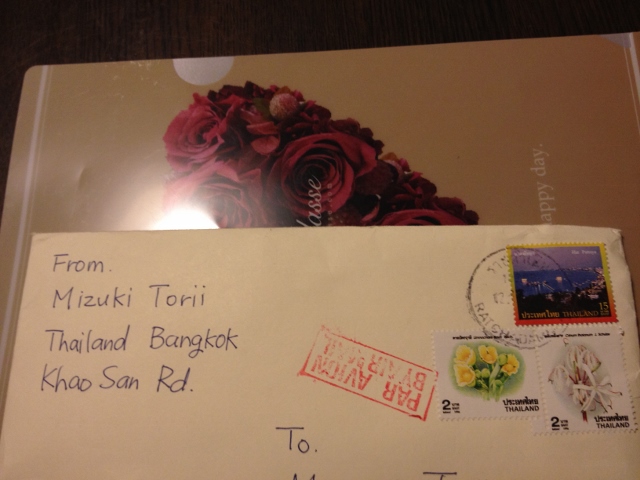 From.
Mizuki Torii
Thailand Bangkok
Khao San Rd.
To.
PAR AVION
BY AIR MAIL
happy day.
15
ประเทศไทย THAILAND
2
ประเทศไทย
THAILAND
2
ประเทศไทย
THAILAND